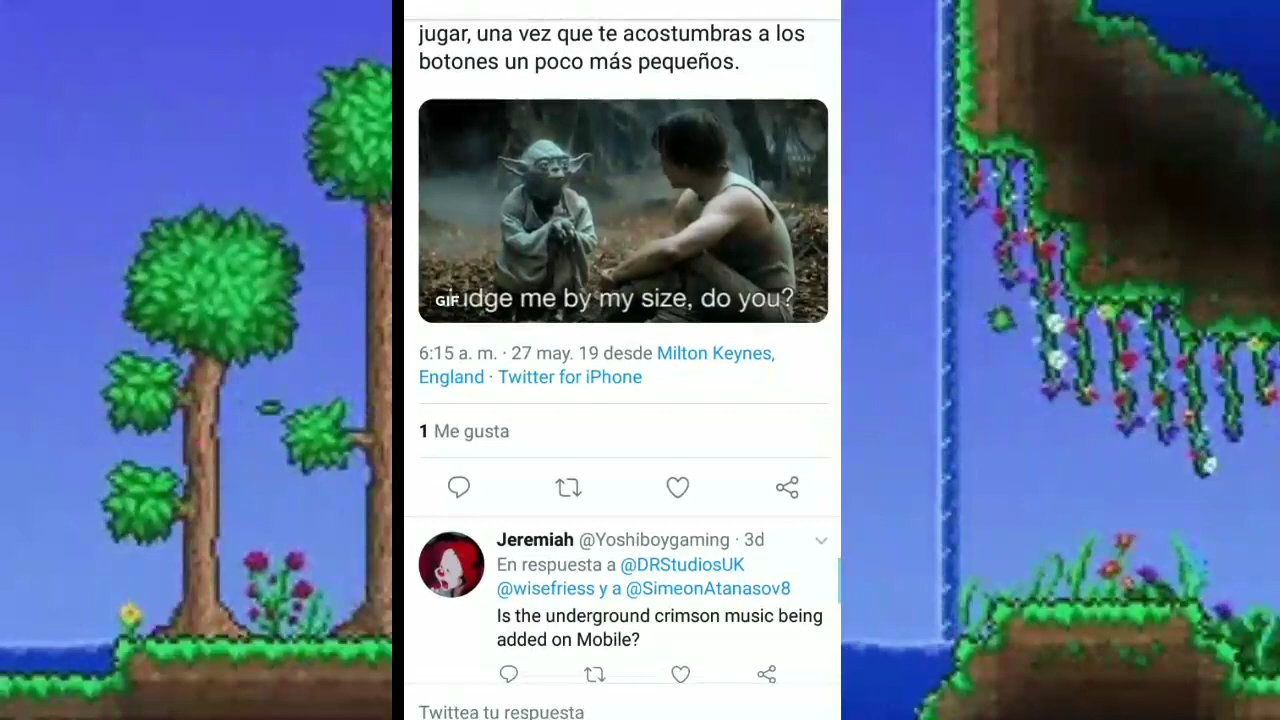 jugar, una vez que te acostumbras a los
botones un poco más pequeños.
GIF udge me by my size, do you?
6:15 a. m. · 27 may. 19 desde Milton Keynes,
England · Twitter for iPhone
1 Me gusta
Jeremiah @Yoshiboygaming · 3d
En respuesta a @DRStudiosUK
@wisefriess y a @SimeonAtanasov8
Is the underground crimson music being
added on Mobile?
Twittea tu respuesta